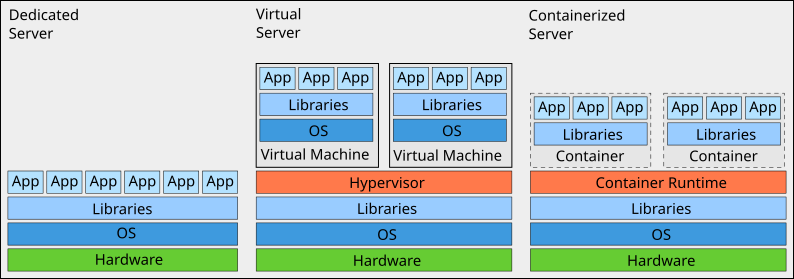 Dedicated
Server
App App App App App App
Libraries
OS
Hardware
Virtual
Server
App App App
Libraries
OS
Virtual Machine
App App App
Libraries
OS
Virtual Machine
Hypervisor
Libraries
OS
Hardware
Containerized
Server
App App App
Libraries
Container
App App App
Libraries
Container
Container Runtime
Libraries
OS
Hardware